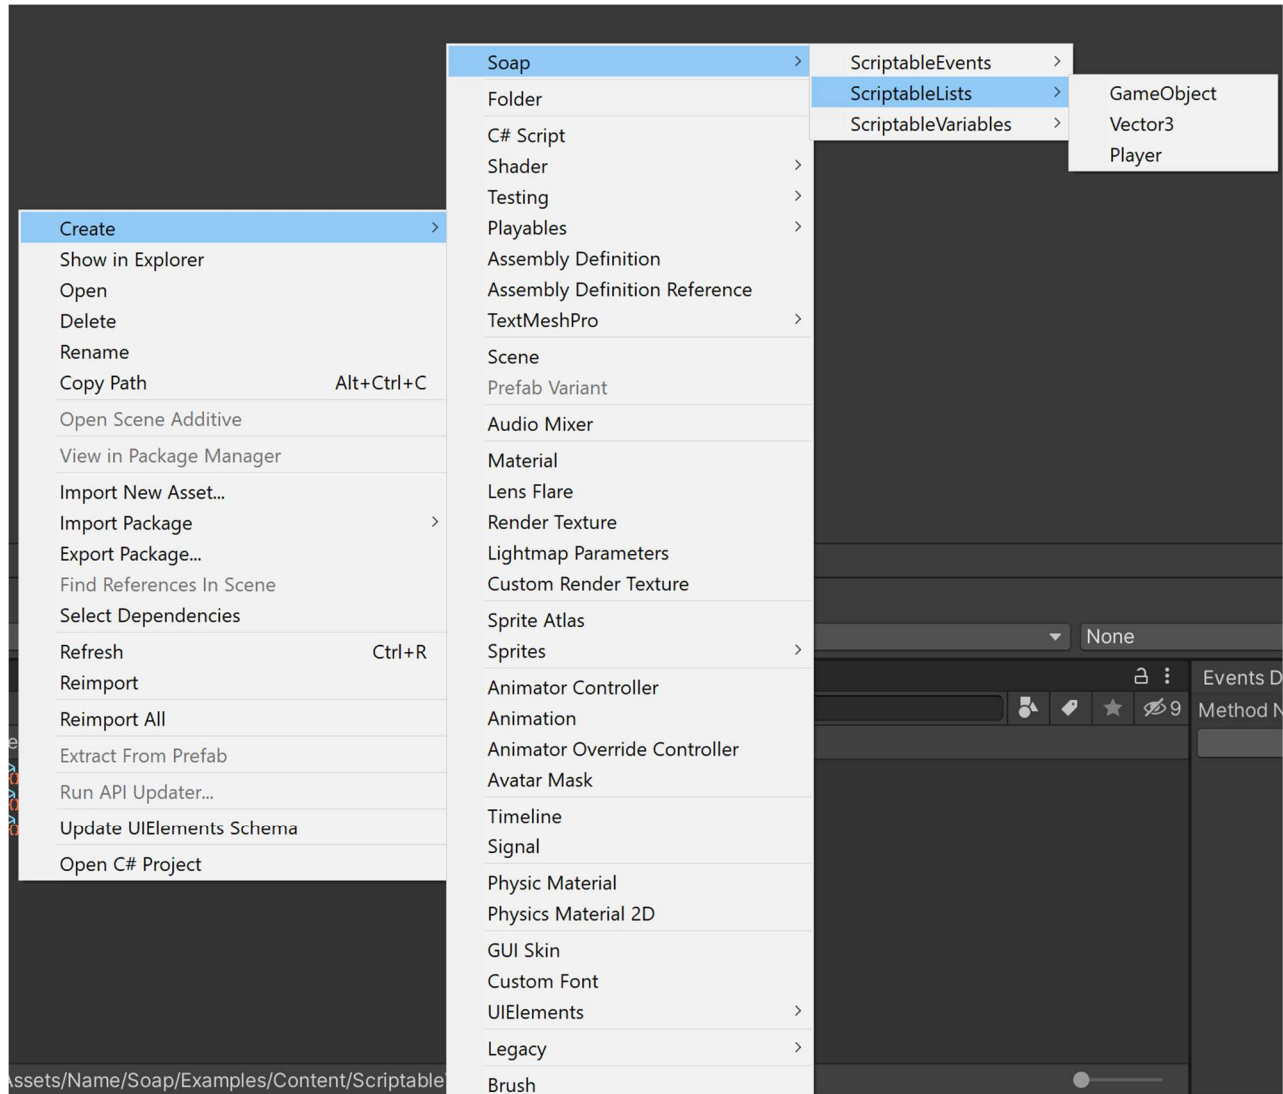 Create
Show in Explorer
Open
Delete
Rename
Copy Path Alt+Ctrl+C
Open Scene Additive
View in Package Manager
Import New Asset...
Import Package
Export Package...
Find References In Scene
Select Dependencies
Refresh Ctrl+R
Reimport
Reimport All
Extract From Prefab
Run API Updater...
Update UIElements Schema
Open C# Project
Soap
Folder
C# Script
Shader
Testing
Playables
Assembly Definition
Assembly Definition Reference
TextMeshPro
Scene
Prefab Variant
Audio Mixer
Material
Lens Flare
Render Texture
Lightmap Parameters
Custom Render Texture
Sprite Atlas
Sprites
Animator Controller
Animation
Animator Override Controller
Avatar Mask
Timeline
Signal
Physic Material
Physics Material 2D
GUI Skin
Custom Font
UIElements
Legacy
Brush
ScriptableEvents
ScriptableLists
ScriptableVariables
GameObject
Vector3
Player
None
Events D
9
Method N
Assets/Name/Soap/Examples/Content/Scriptable